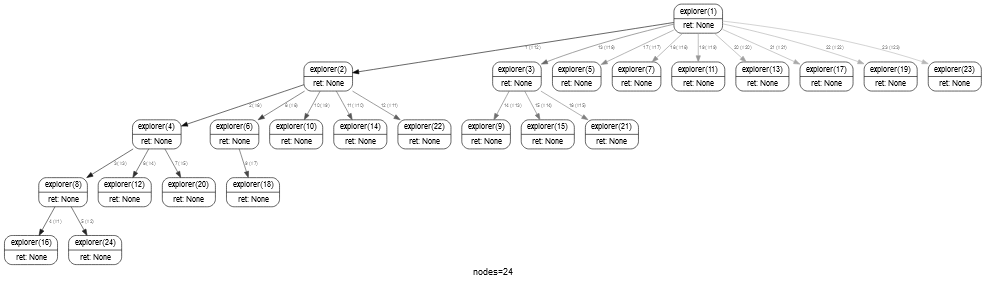 explorer(1)
ret: None
explorer(2)
ret: None
explorer(3)
ret: None
explorer(5)
ret: None
explorer(7)
ret: None
explorer(11)
ret: None
explorer(13)
ret: None
explorer(17)
ret: None
explorer(19)
ret: None
explorer(23)
ret: None
explorer(4)
ret: None
explorer(6)
ret: None
explorer(10)
ret: None
explorer(14)
ret: None
explorer(22)
ret: None
explorer(9)
ret: None
explorer(15)
ret: None
explorer(21)
ret: None
explorer(8)
ret: None
explorer(12)
ret: None
explorer(20)
ret: None
explorer(18)
ret: None
explorer(16)
ret: None
explorer(24)
ret: None
nodes=24